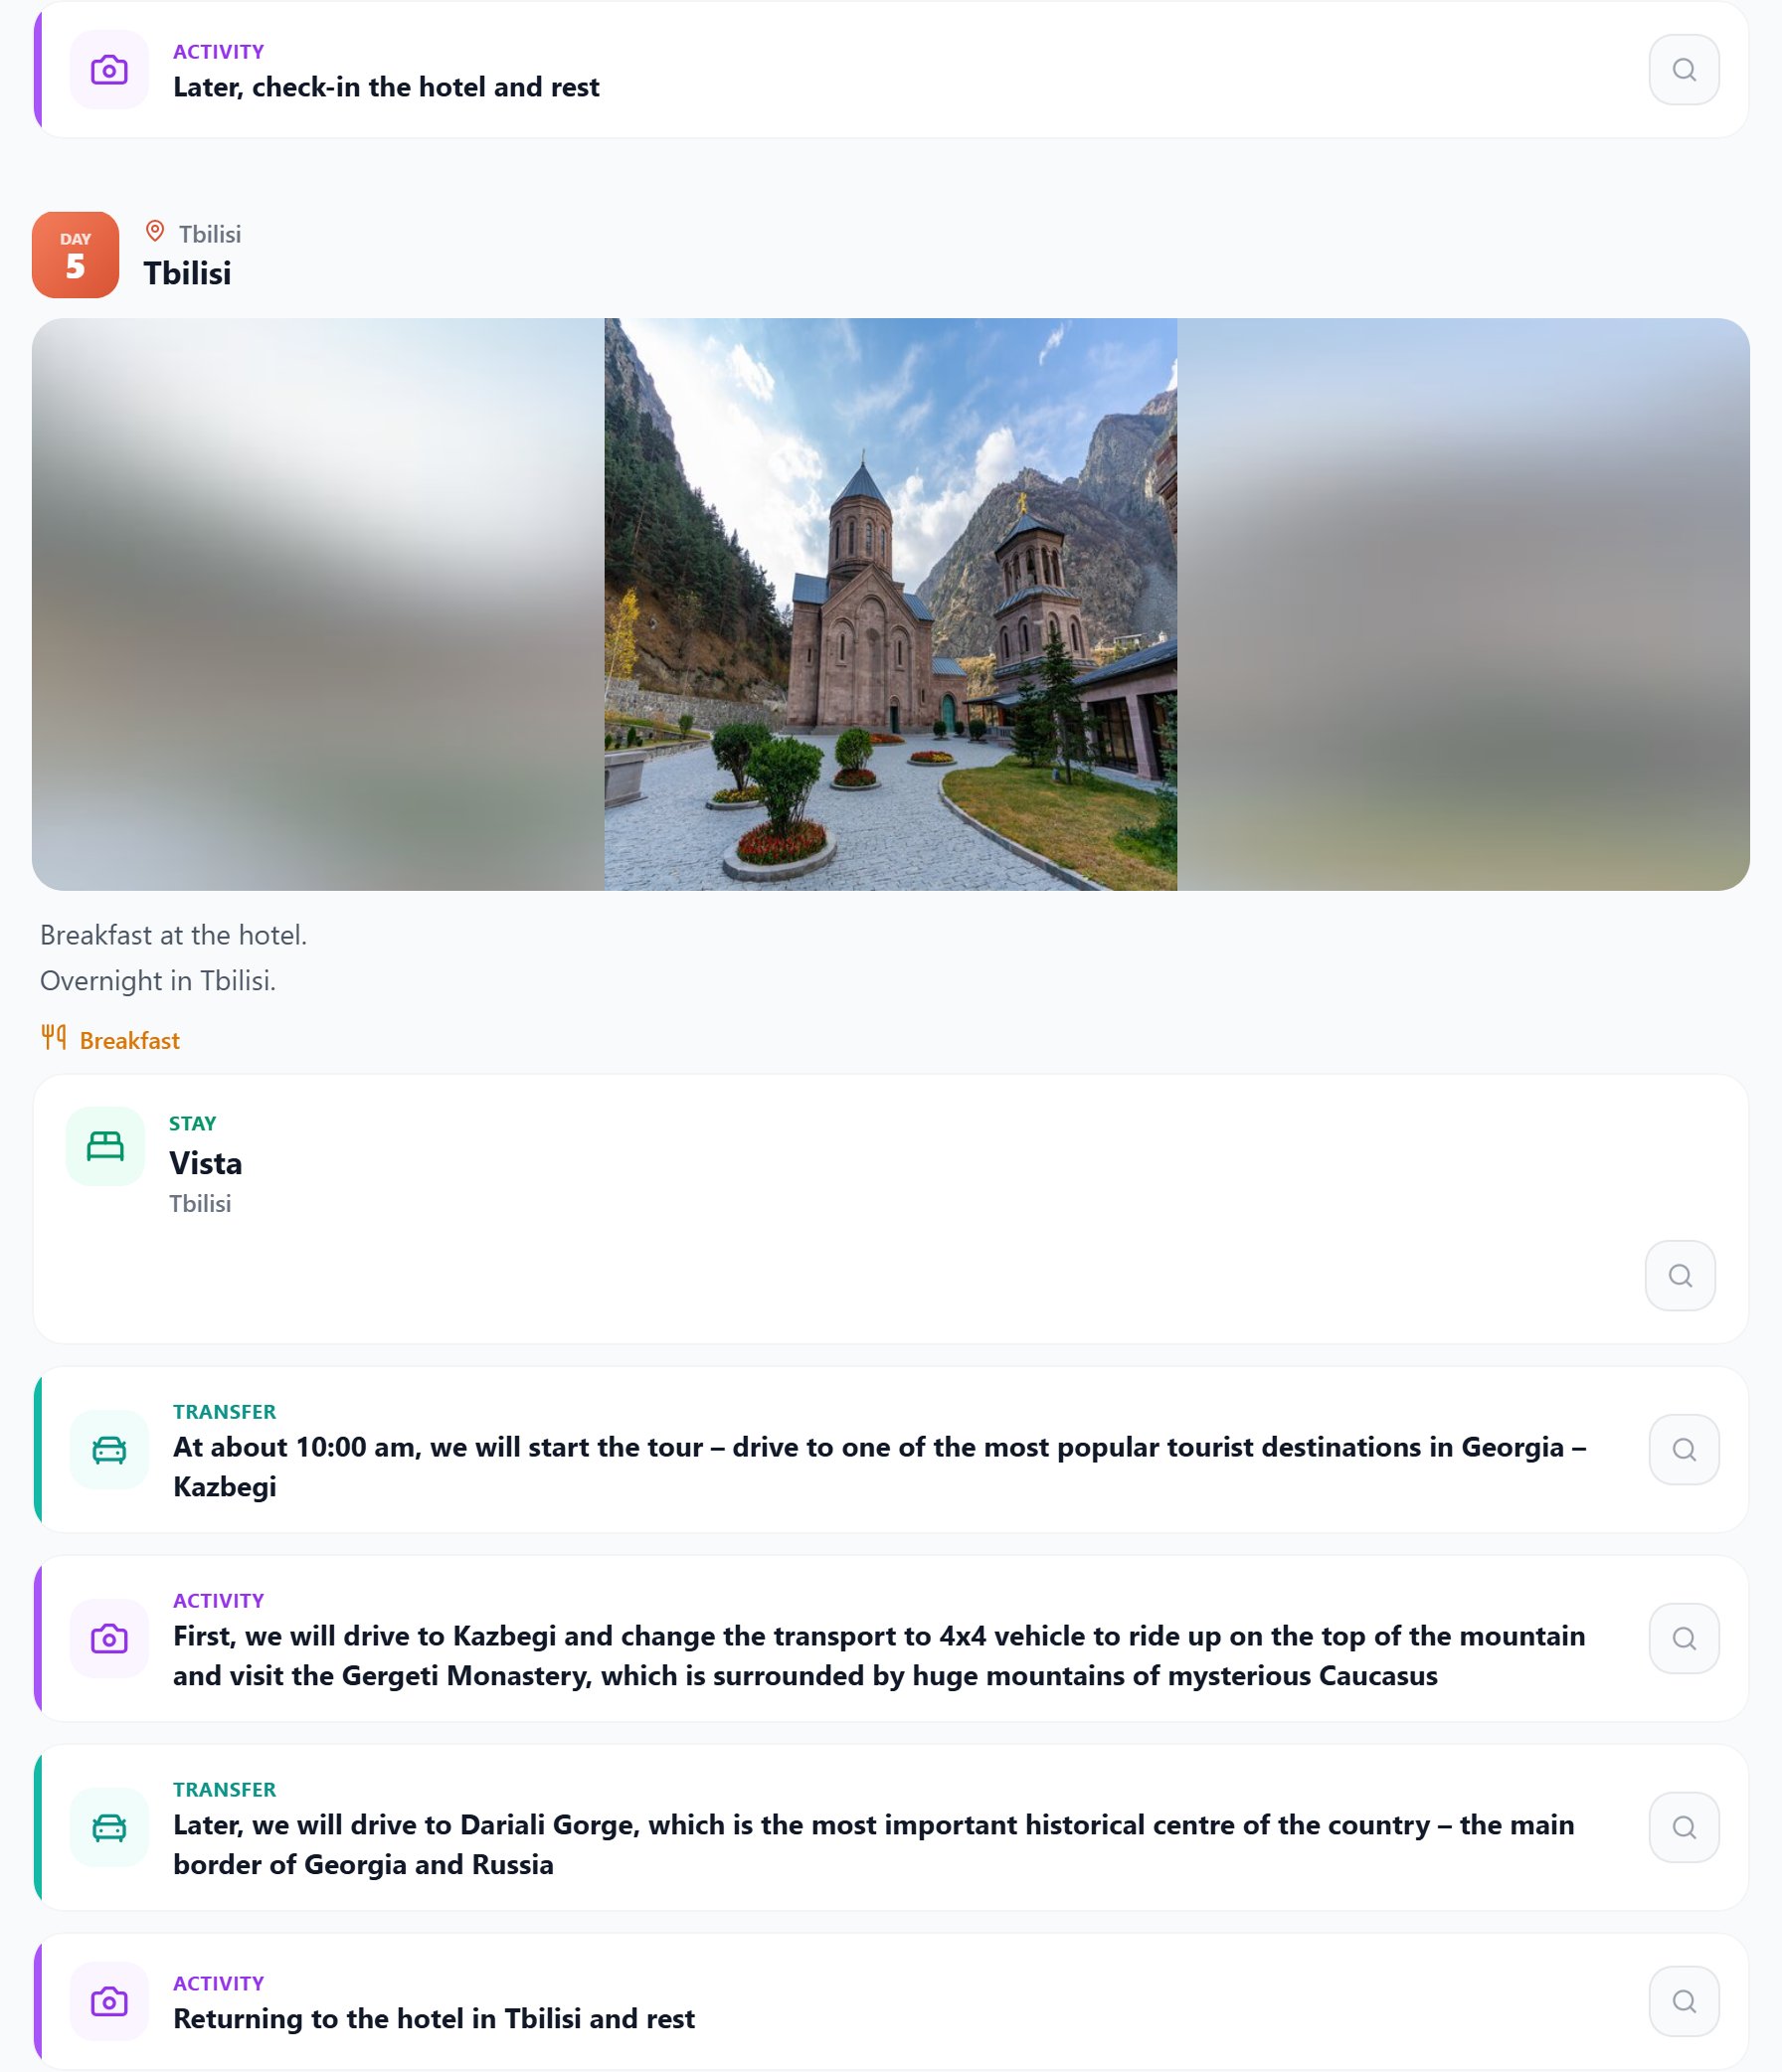 ACTIVITY
Later, check-in the hotel and rest
DAY
5
Tbilisi
Tbilisi
Breakfast at the hotel.
Overnight in Tbilisi.
Breakfast
STAY
Vista
Tbilisi
TRANSFER
At about 10:00 am, we will start the tour – drive to one of the most popular tourist destinations in Georgia –
Kazbegi
ACTIVITY
First, we will drive to Kazbegi and change the transport to 4x4 vehicle to ride up on the top of the mountain
and visit the Gergeti Monastery, which is surrounded by huge mountains of mysterious Caucasus
TRANSFER
Later, we will drive to Dariali Gorge, which is the most important historical centre of the country – the main
border of Georgia and Russia
ACTIVITY
Returning to the hotel in Tbilisi and rest